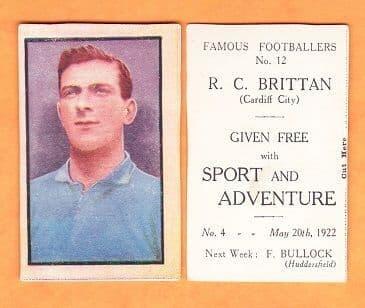 FAMOUS FOOTBALLERS
No. 12
R. C. BRITTAN
(Cardiff City)
GIVEN FREE
with
SPORT AND
ADVENTURE
No. 4 - - May 20th, 1922
Next Week: F. BULLOCK
(Huddersfield)
Cut Here